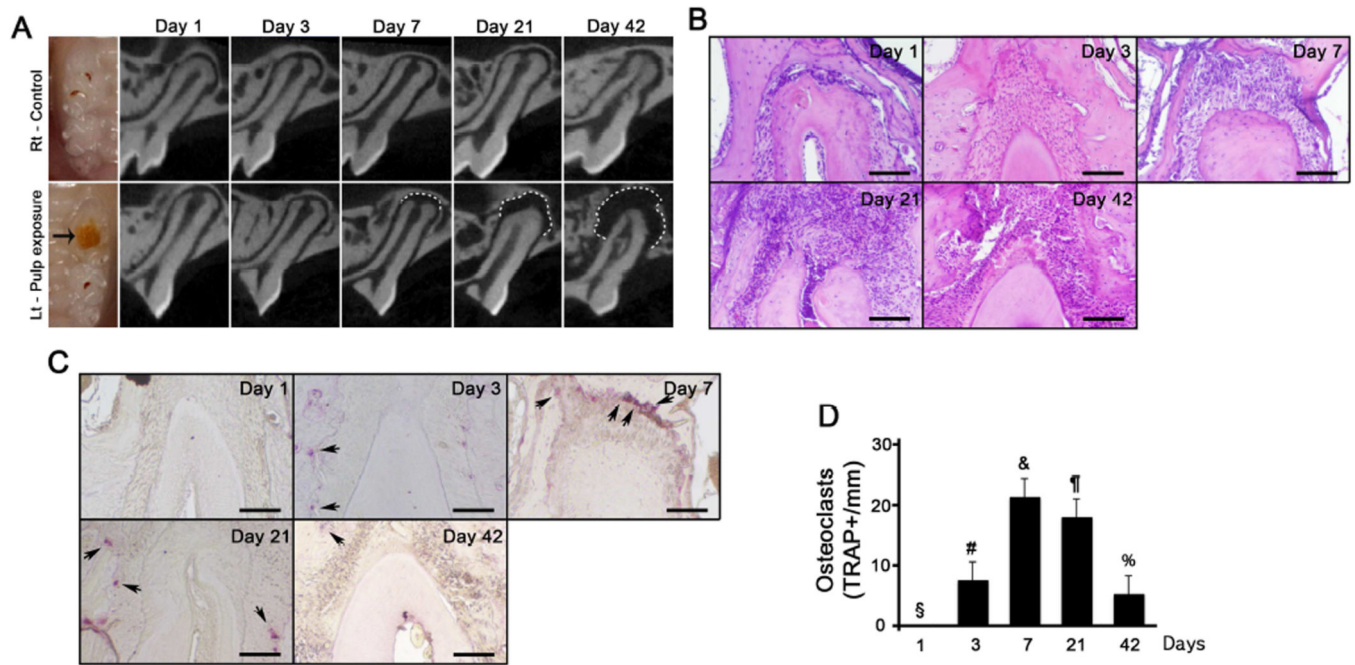 A
Day 1 Day 3 Day 7 Day 21 Day 42
Rt - Control
Lt - Pulp exposure
B
Day 1 Day 3 Day 7
Day 21 Day 42
C
Day 1 Day 3 Day 7
Day 21 Day 42
D
Osteoclasts
(TRAP+/mm)
30
20
10
0
§ # & ¶ %
1 3 7 21 42 Days